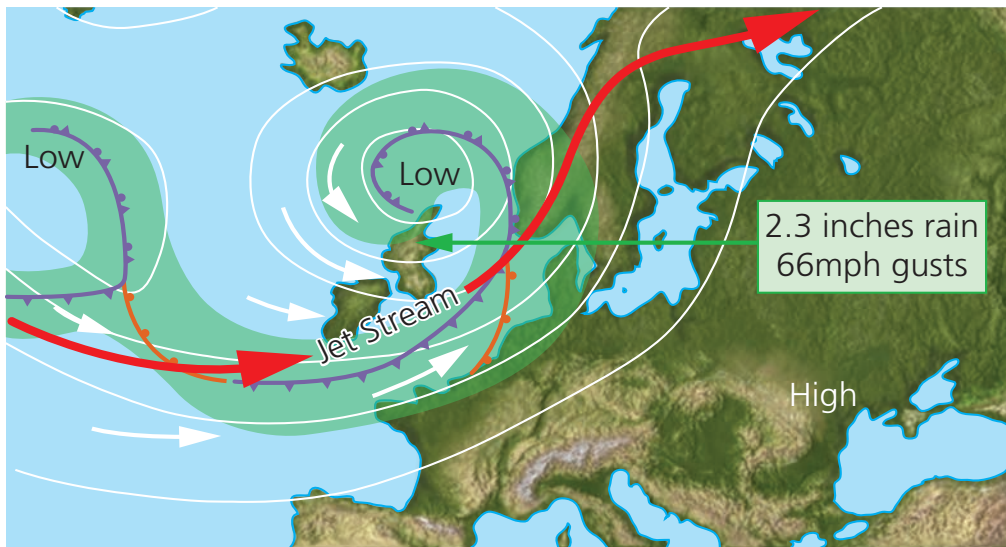 Low
Low
2.3 inches rain
66mph gusts
Jet Stream
High